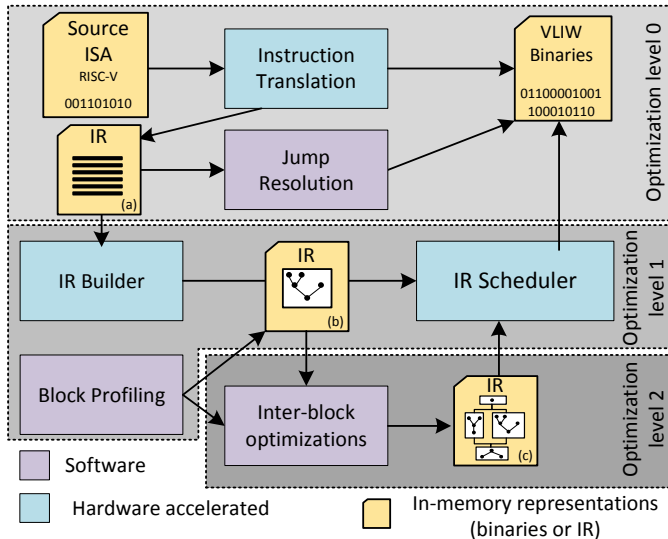 Source
ISA
RISC-V
001101010
Instruction
Translation
VLIW
Binaries
01100001001
100010110
Optimization level 0
IR
(a)
Jump
Resolution
IR Builder
IR
(b)
IR Scheduler
Optimization
level 1
Block Profiling
Inter-block
optimizations
IR
(c)
Optimization
level 2
Software
Hardware accelerated
In-memory representations
(binaries or IR)